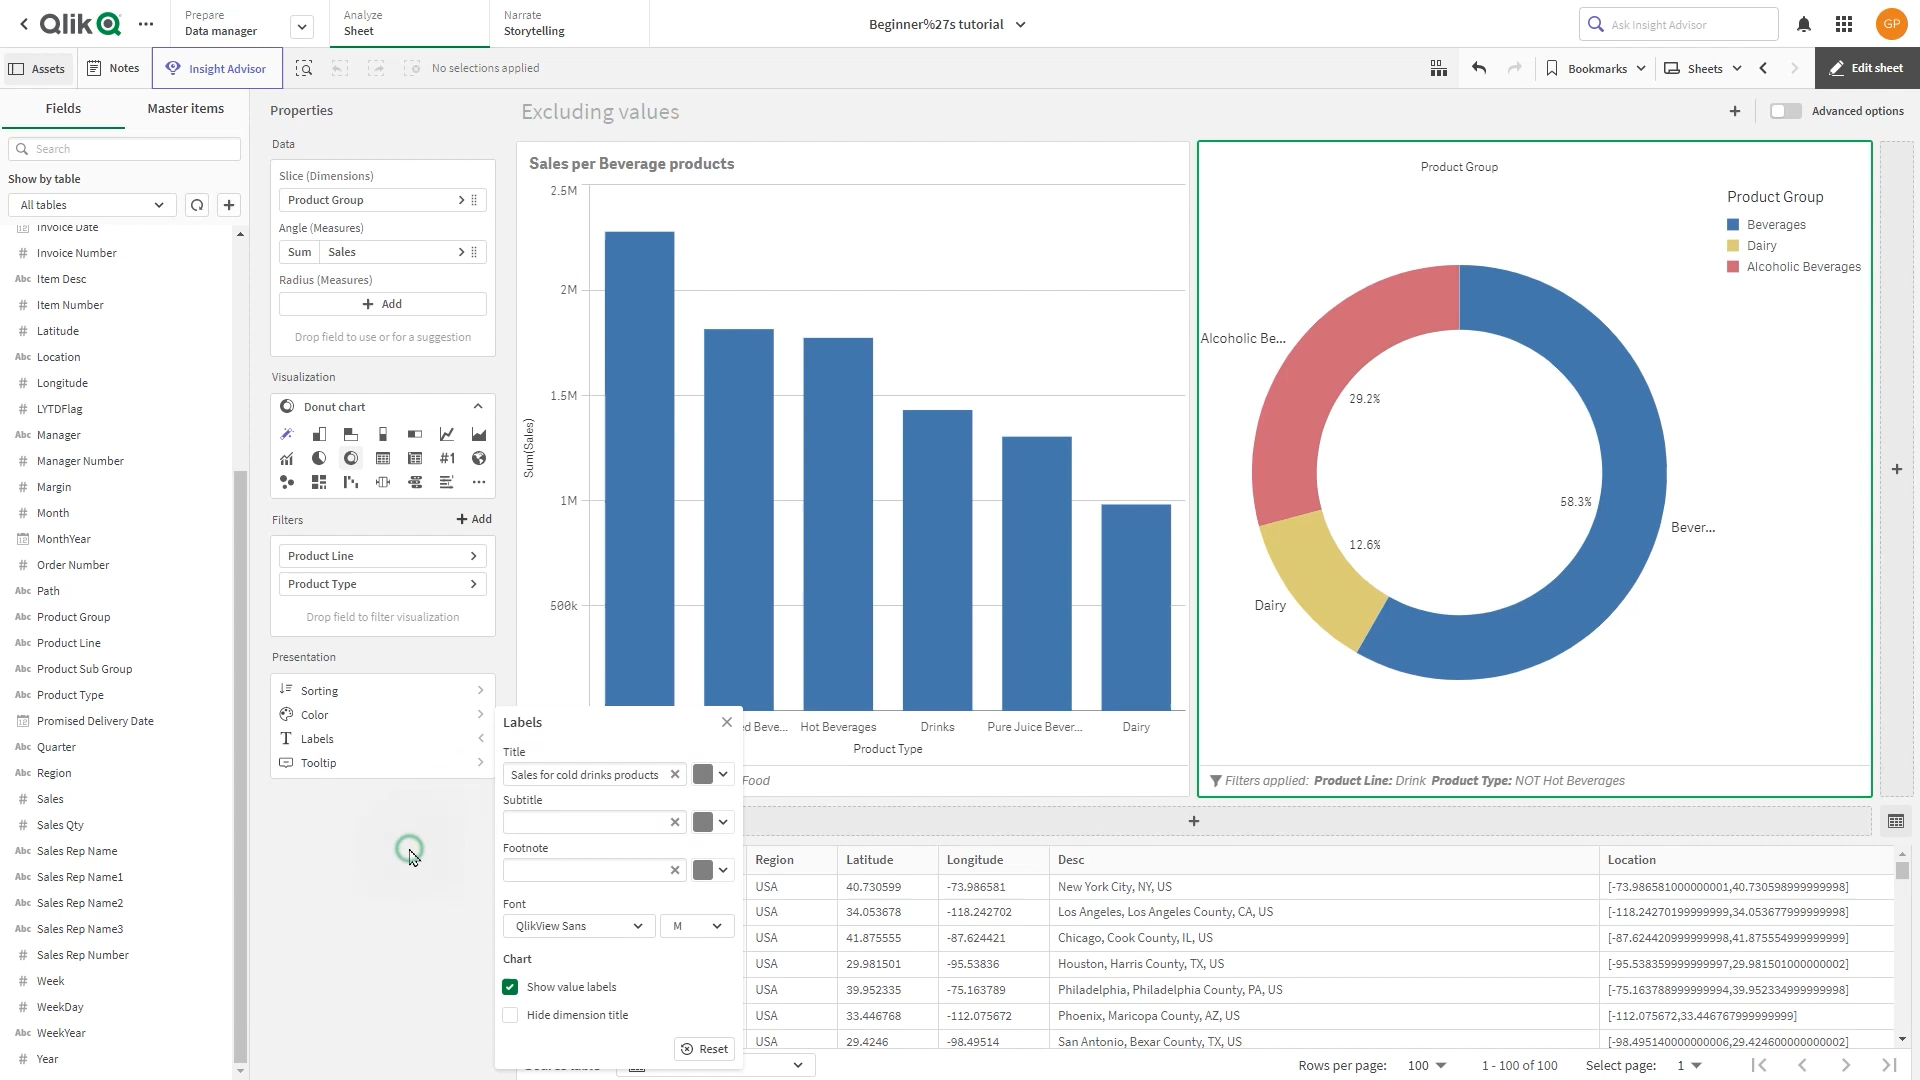 Qlik
Prepare
Data manager
Analyze
Sheet
Narrate
Storytelling
Beginner%27s tutorial
Ask Insight Advisor
GP
Assets
Notes
Insight Advisor
No selections applied
Bookmarks
Sheets
Edit sheet
Fields
Master items
Search
Show by table
All tables
Invoice Date
# Invoice Number
Abc Item Desc
# Item Number
# Latitude
Abc Location
# Longitude
# LYTDFlag
Abc Manager
# Manager Number
# Margin
# Month
MonthYear
# Order Number
Abc Path
Abc Product Group
Abc Product Line
Abc Product Sub Group
Abc Product Type
Promised Delivery Date
Abc Quarter
Abc Region
# Sales
# Sales Qty
Abc Sales Rep Name
Abc Sales Rep Name1
Abc Sales Rep Name2
Abc Sales Rep Name3
# Sales Rep Number
# Week
# WeekDay
# WeekYear
# Year
Properties
Data
Slice (Dimensions)
Product Group
Angle (Measures)
Sum Sales
Radius (Measures)
Add
Drop field to use or for a suggestion
Visualization
Donut chart
#1
Filters
Add
Product Line
Product Type
Drop field to filter visualization
Presentation
Sorting
Color
Labels
Tooltip
Labels
Title
Sales for cold drinks products
Subtitle
Footnote
Font
QlikView Sans
M
Chart
Show value labels
Hide dimension title
Reset
Excluding values
Advanced options
Sales per Beverage products
2.5M
2M
1.5M
1M
500k
Sum(Sales)
d Beve...
Hot Beverages
Drinks
Pure Juice Bever...
Dairy
Product Type
Food
Product Group
Product Group
Beverages
Dairy
Alcoholic Beverages
Alcoholic Be...
29.2%
58.3%
12.6%
Bever...
Dairy
Filters applied: Product Line: Drink Product Type: NOT Hot Beverages
Region Latitude Longitude Desc Location
USA 40.730599 -73.986581 New York City, NY, US [-73.986581000000001,40.730598999999998]
USA 34.053678 -118.242702 Los Angeles, Los Angeles County, CA, US [-118.24270199999999,34.053677999999998]
USA 41.875555 -87.624421 Chicago, Cook County, IL, US [-87.624420999999998,41.875554999999999]
USA 29.981501 -95.53836 Houston, Harris County, TX, US [-95.538359999999997,29.981501000000002]
USA 39.952335 -75.163789 Philadelphia, Philadelphia County, PA, US [-75.163788999999994,39.952334999999998]
USA 33.446768 -112.075672 Phoenix, Maricopa County, AZ, US [-112.075672,33.446767999999999]
USA 29.4246 -98.49514 San Antonio, Bexar County, TX, US [-98.495140000000006,29.424600000000002]
Rows per page: 100
1 - 100 of 100
Select page: 1